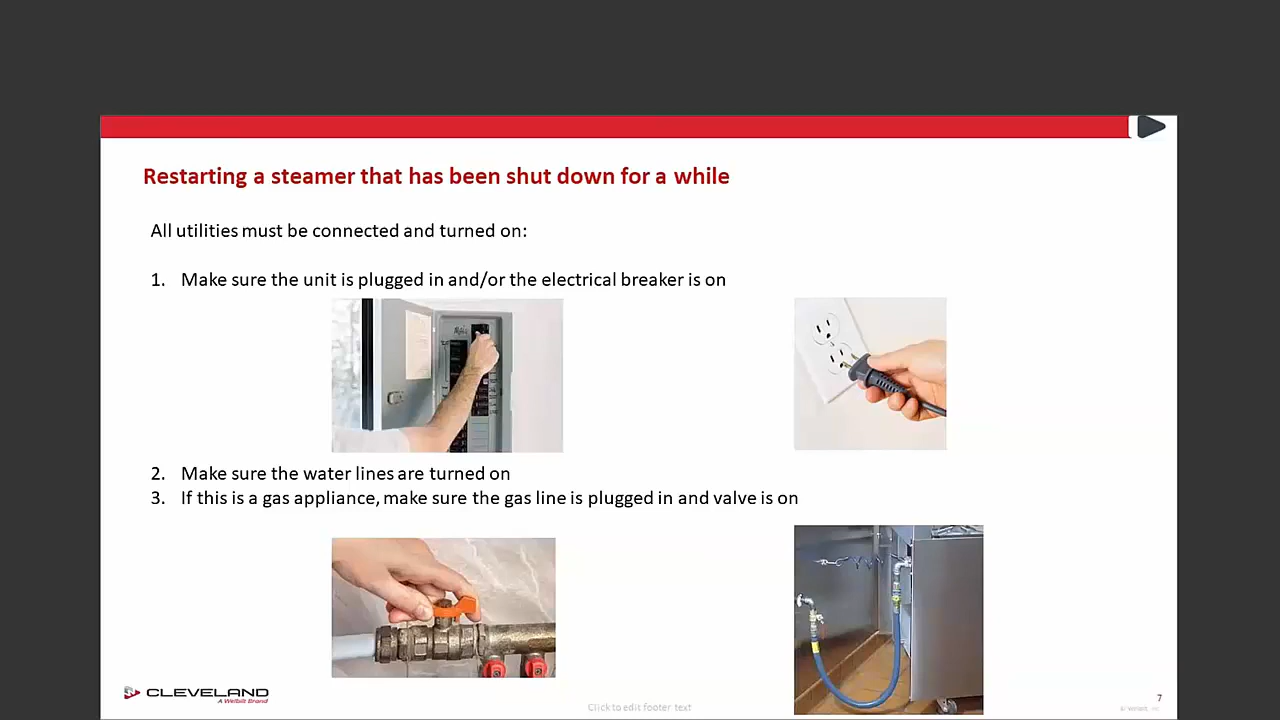 Restarting a steamer that has been shut down for a while
All utilities must be connected and turned on:
1. Make sure the unit is plugged in and/or the electrical breaker is on
2. Make sure the water lines are turned on
3. If this is a gas appliance, make sure the gas line is plugged in and valve is on
CLEVELAND
A Welbilt Brand
Click to edit footer text
7